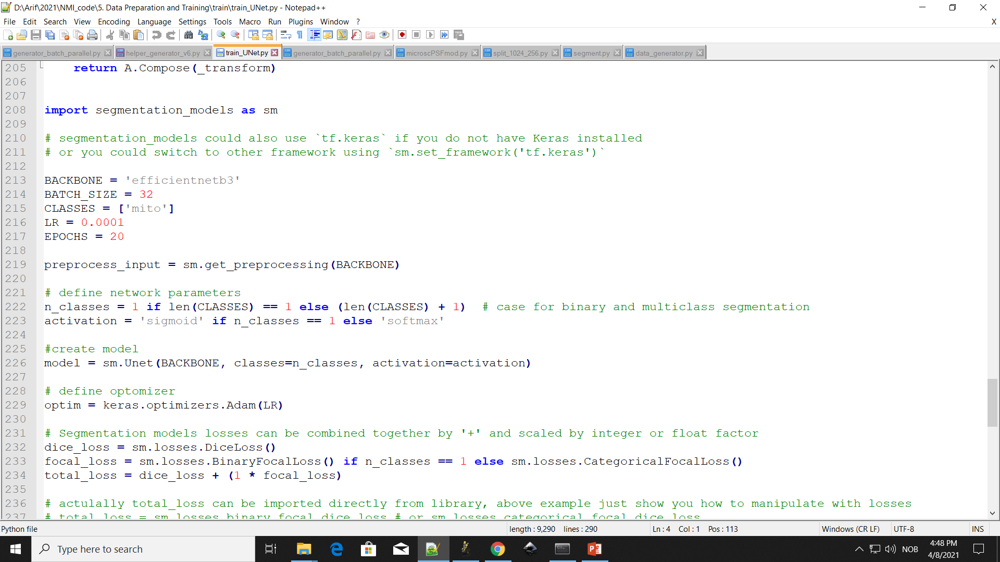 D:\Arif\2021\NMI_code\5. Data Preparation and Training\train\train_UNet.py - Notepad++
File Edit Search View Encoding Language Settings Tools Macro Run Plugins Window ? X
generator_batch_parallel.py helper_generator_v6.py train_UNet.py generator_batch_parallel.py microscPSFmod.py split_1024_256.py segment.py data_generator.py
205 return A.Compose(_transform)
206
207
208 import segmentation_models as sm
209
210 # segmentation_models could also use `tf.keras` if you do not have Keras installed
211 # or you could switch to other framework using `sm.set_framework('tf.keras')`
212
213 BACKBONE = 'efficientnetb3'
214 BATCH_SIZE = 32
215 CLASSES = ['mito']
216 LR = 0.0001
217 EPOCHS = 20
218
219 preprocess_input = sm.get_preprocessing(BACKBONE)
220
221 # define network parameters
222 n_classes = 1 if len(CLASSES) == 1 else (len(CLASSES) + 1)  # case for binary and multiclass segmentation
223 activation = 'sigmoid' if n_classes == 1 else 'softmax'
224
225 #create model
226 model = sm.Unet(BACKBONE, classes=n_classes, activation=activation)
227
228 # define optomizer
229 optim = keras.optimizers.Adam(LR)
230
231 # Segmentation models losses can be combined together by '+' and scaled by integer or float factor
232 dice_loss = sm.losses.DiceLoss()
233 focal_loss = sm.losses.BinaryFocalLoss() if n_classes == 1 else sm.losses.CategoricalFocalLoss()
234 total_loss = dice_loss + (1 * focal_loss)
235
236 # actulally total_loss can be imported directly from library, above example just show you how to manipulate with losses
237 # total_loss = sm.losses.binary_focal_dice_loss # or sm.losses.categorical_focal_dice_loss
Python file length : 9,290 lines : 290 Ln : 4 Col : 1 Pos : 113 Windows (CR LF) UTF-8 INS
Type here to search NOB 4:48 PM
4/8/2021